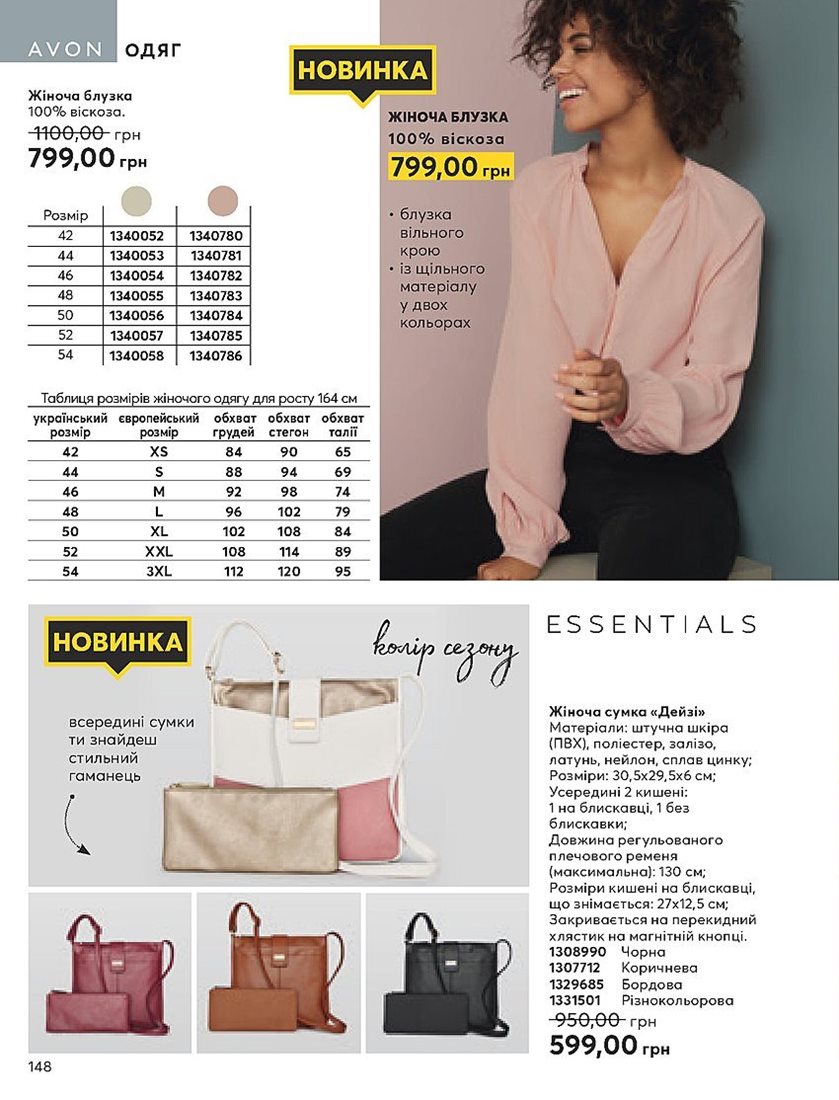 AVON ОДЯГ
Жіноча блузка
100% віскоза.
1100,00 грн
799,00 грн
Розмір
42 1340052 1340780
44 1340053 1340781
46 1340054 1340782
48 1340055 1340783
50 1340056 1340784
52 1340057 1340785
54 1340058 1340786
Таблиця розмірів жіночого одягу для росту 164 см
український європейський обхват обхват обхват
розмір розмір грудей стегон талії
42 XS 84 90 65
44 S 88 94 69
46 M 92 98 74
48 L 96 102 79
50 XL 102 108 84
52 XXL 108 114 89
54 3XL 112 120 95
НОВИНКА
ЖІНОЧА БЛУЗКА
100% віскоза
799,00 грн
• блузка
вільного
крою
• із щільного
матеріалу
у двох
кольорах
НОВИНКА
колір сезону
всередині сумки
ти знайдеш
стильний
гаманець
ESSENTIALS
Жіноча сумка «Дейзі»
Матеріали: штучна шкіра
(ПВХ), поліестер, залізо,
латунь, нейлон, сплав цинку;
Розміри: 30,5х29,5х6 см;
Усередині 2 кишені:
1 на блискавці, 1 без
блискавки;
Довжина регульованого
плечового ременя
(максимальна): 130 см;
Розміри кишені на блискавці,
що знімається: 27х12,5 см;
Закривається на перекидний
хлястик на магнітній кнопці.
1308990 Чорна
1307712 Коричнева
1329685 Бордова
1331501 Різнокольорова
950,00 грн
599,00 грн
148